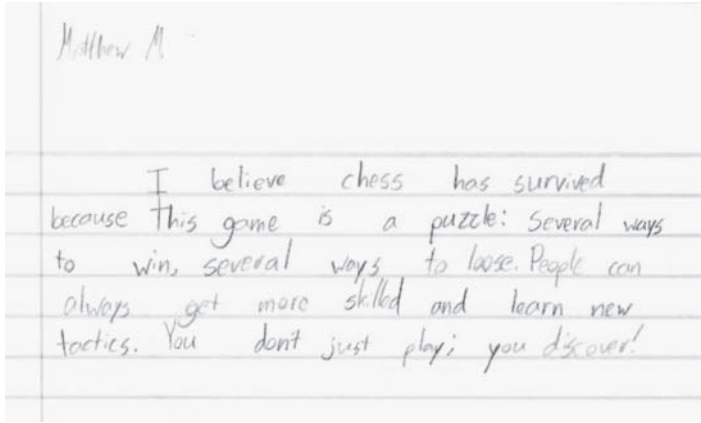 Matthew M
I believe chess has survived
because this game is a puzzle: several ways
to win, several ways to loose. People can
always get more skilled and learn new
tactics. You don't just play; you discover!